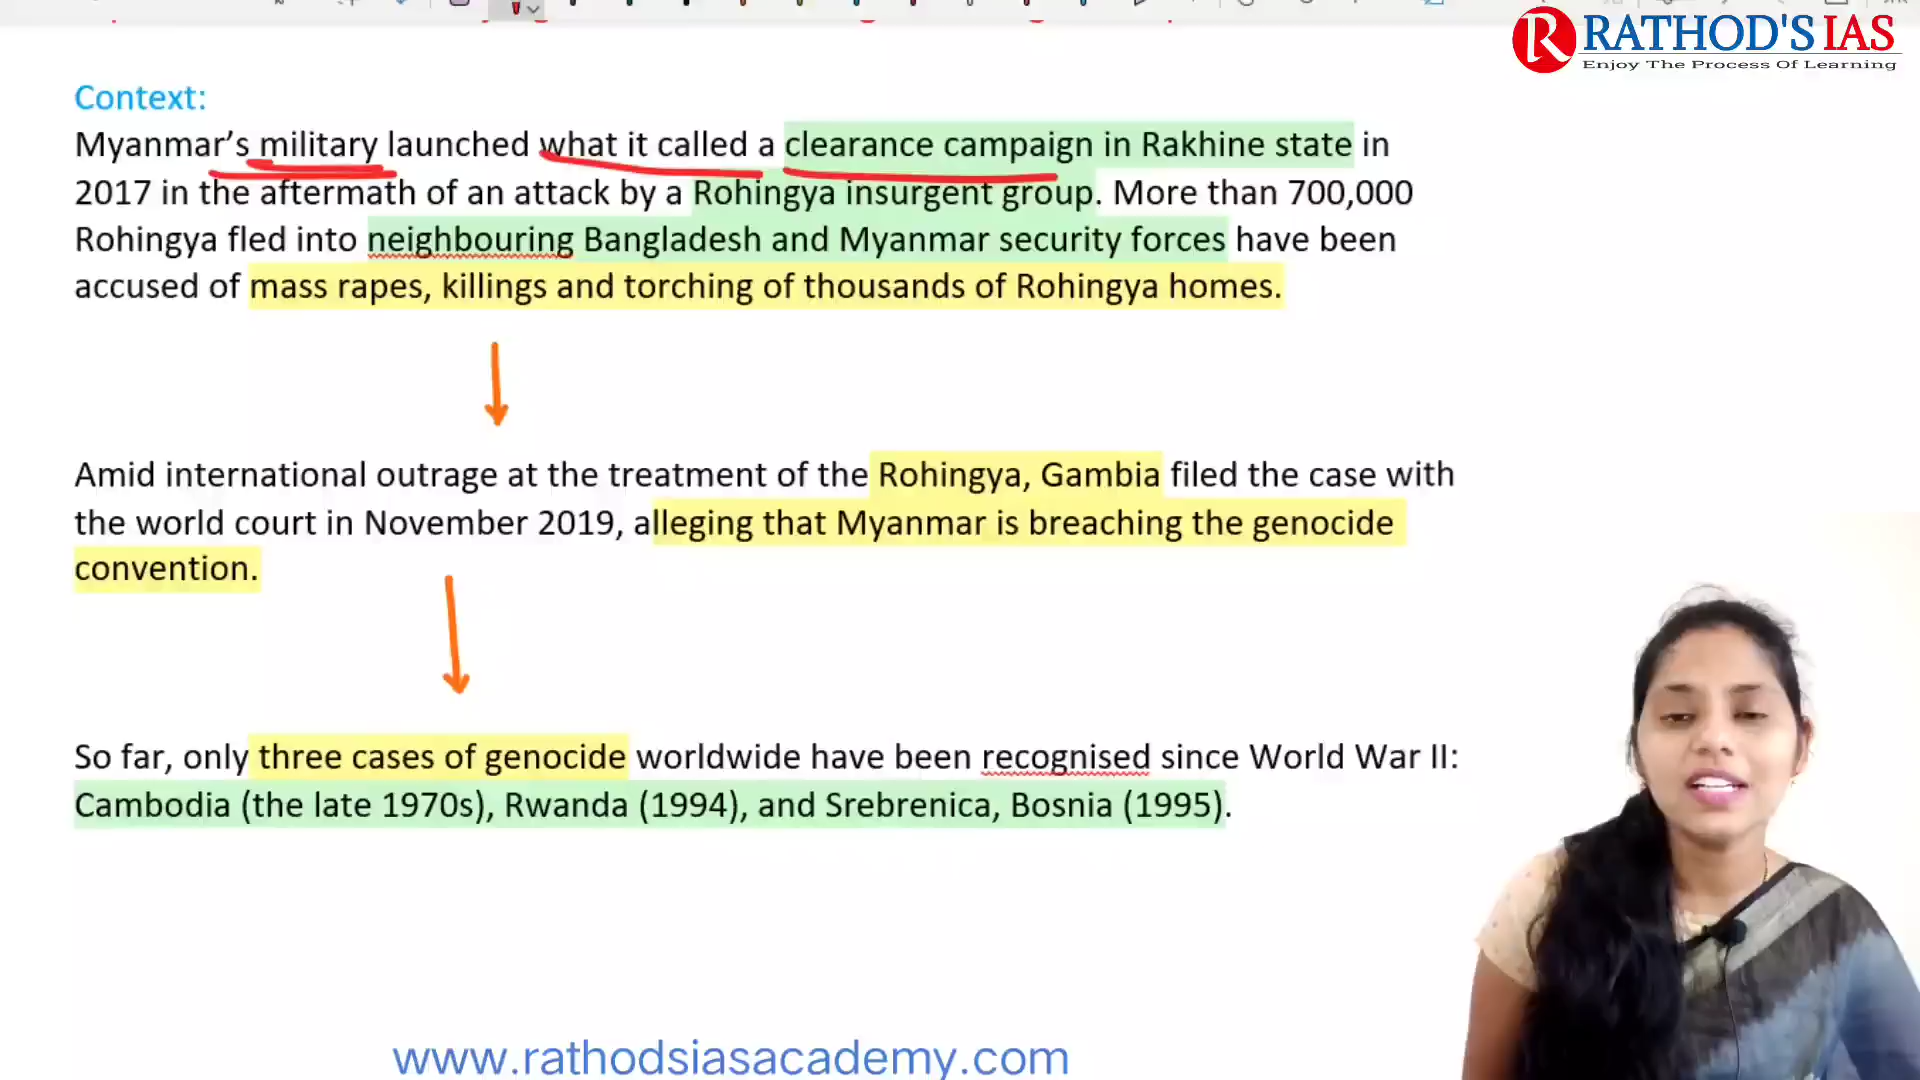 RATHOD'S IAS
Enjoy The Process Of Learning
Context:
Myanmar’s military launched what it called a clearance campaign in Rakhine state in
2017 in the aftermath of an attack by a Rohingya insurgent group. More than 700,000
Rohingya fled into neighbouring Bangladesh and Myanmar security forces have been
accused of mass rapes, killings and torching of thousands of Rohingya homes.
Amid international outrage at the treatment of the Rohingya, Gambia filed the case with
the world court in November 2019, alleging that Myanmar is breaching the genocide
convention.
So far, only three cases of genocide worldwide have been recognised since World War II:
Cambodia (the late 1970s), Rwanda (1994), and Srebrenica, Bosnia (1995).
www.rathodsiasacademy.com